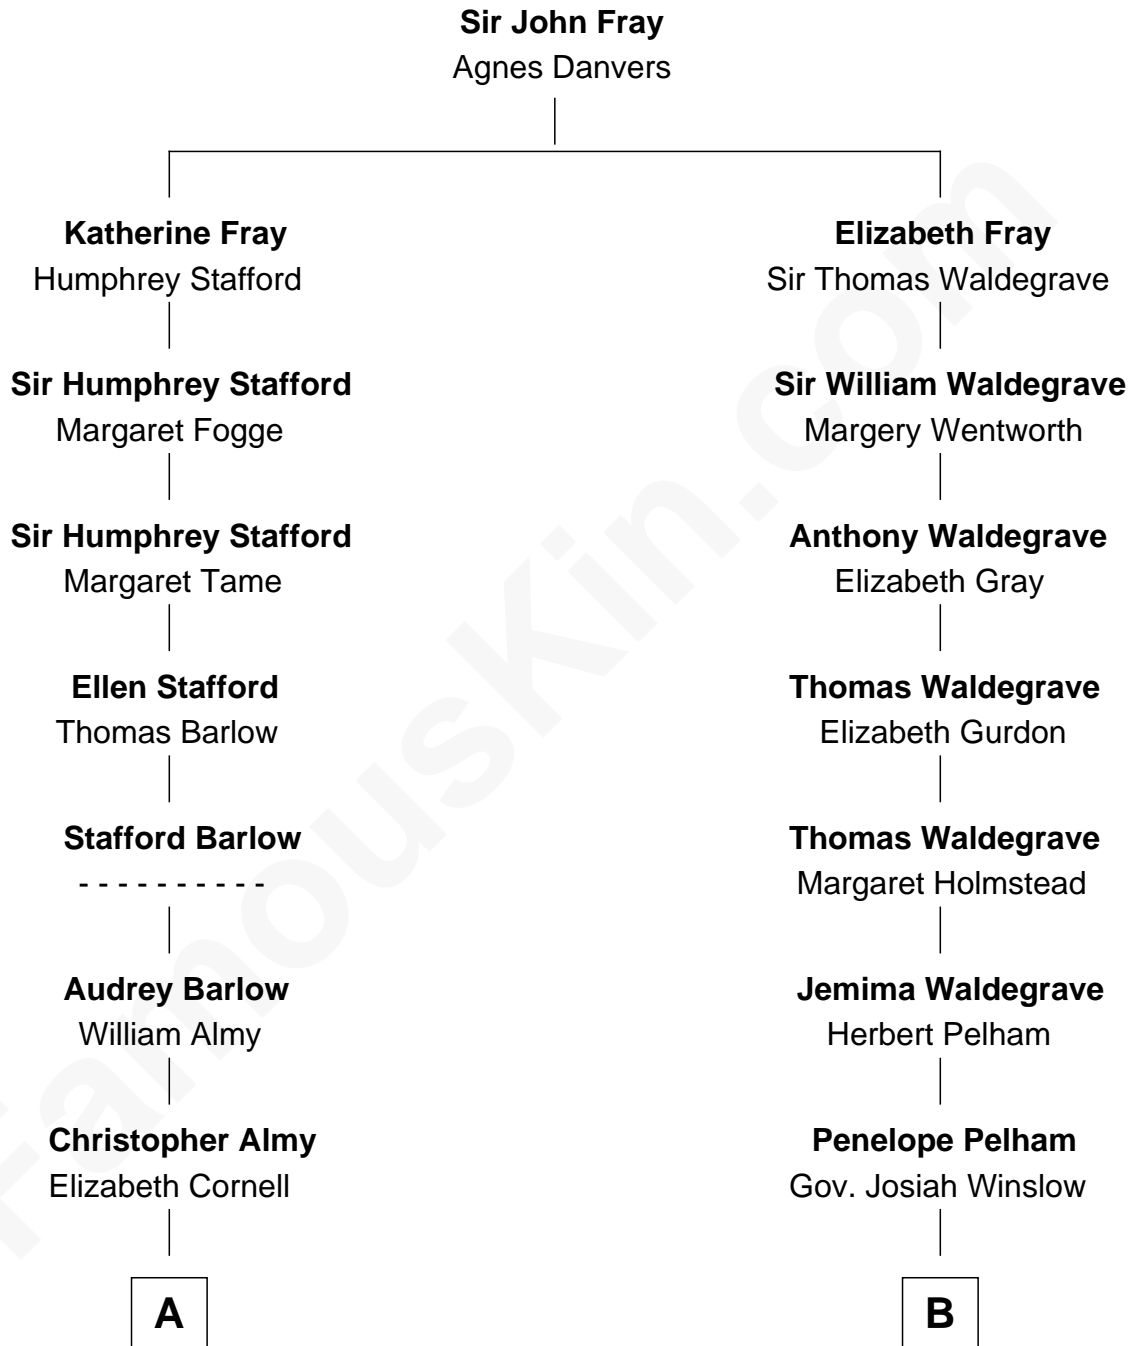 Sir John Fray
Agnes Danvers
Katherine Fray
Humphrey Stafford
Elizabeth Fray
Sir Thomas Waldegrave
Sir Humphrey Stafford
Margaret Fogge
Sir William Waldegrave
Margery Wentworth
Sir Humphrey Stafford
Margaret Tame
Anthony Waldegrave
Elizabeth Gray
Ellen Stafford
Thomas Barlow
Thomas Waldegrave
Elizabeth Gurdon
Stafford Barlow
- - - - - - - - - -
Thomas Waldegrave
Margaret Holmstead
Audrey Barlow
William Almy
Jemima Waldegrave
Herbert Pelham
Christopher Almy
Elizabeth Cornell
Penelope Pelham
Gov. Josiah Winslow
A
B
FamousKin.com